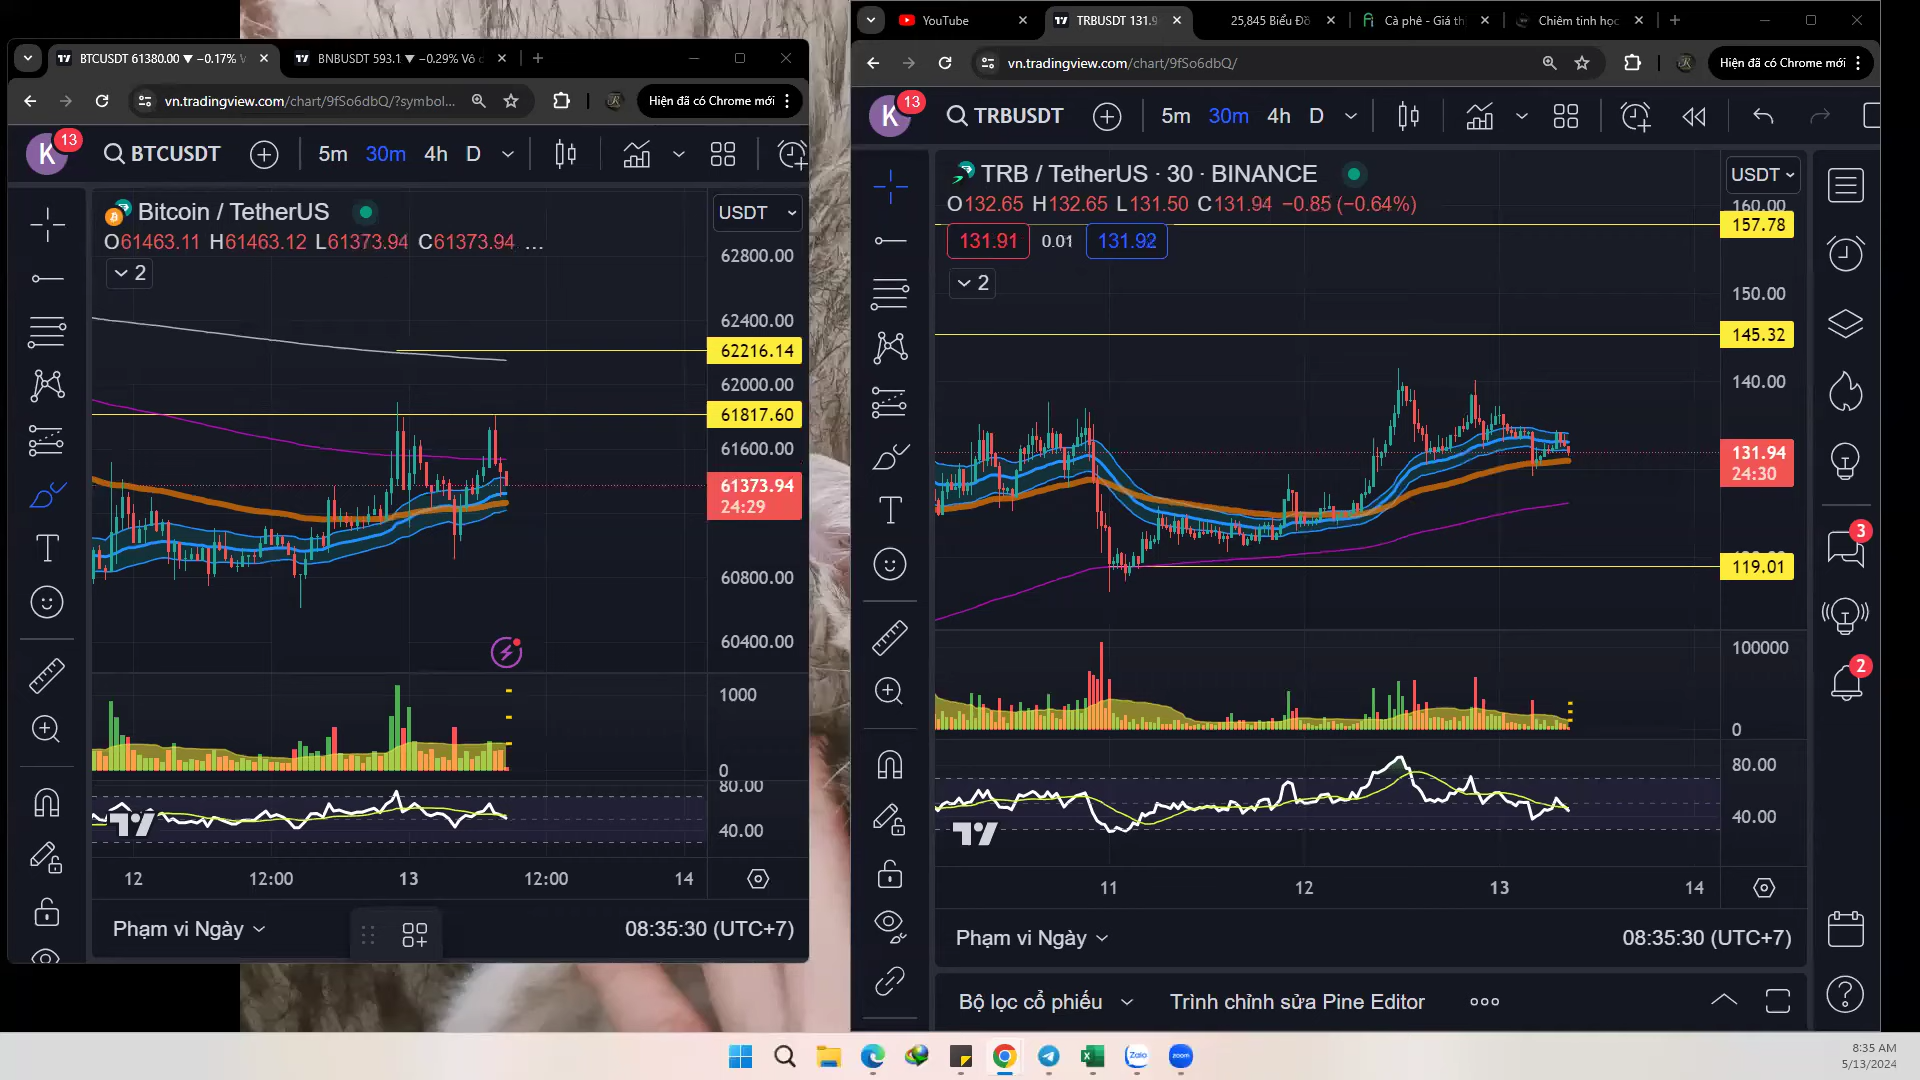 BTCUSDT 61380.00 ▼ −0.17%
BNBUSDT 593.1 ▼ −0.29% Vô
vn.tradingview.com/chart/9fSo6dbQ/?symbol...
Hiện đã có Chrome mới
K
13
BTCUSDT
5m 30m 4h D
Bitcoin / TetherUS
O61463.11 H61463.12 L61373.94 C61373.94 ...
2
USDT
62800.00
62400.00
62216.14
62000.00
61817.60
61600.00
61373.94
24:29
60800.00
60400.00
1000
0
80.00
40.00
12 12:00 13 12:00 14
Phạm vi Ngày
08:35:30 (UTC+7)
YouTube
TRBUSDT 131.9
25,845 Biểu Đồ
Cà phê - Giá th
Chiêm tinh học
vn.tradingview.com/chart/9fSo6dbQ/
Hiện đã có Chrome mới
K
13
TRBUSDT
5m 30m 4h D
TRB / TetherUS · 30 · BINANCE
O132.65 H132.65 L131.50 C131.94 −0.85 (−0.64%)
131.91 0.01 131.92
2
USDT
160.00
157.78
150.00
145.32
140.00
131.94
24:30
119.01
100000
0
80.00
40.00
11 12 13 14
Phạm vi Ngày
08:35:30 (UTC+7)
Bộ lọc cổ phiếu
Trình chỉnh sửa Pine Editor
3
2
Zalo
zoom
8:35 AM
5/13/2024